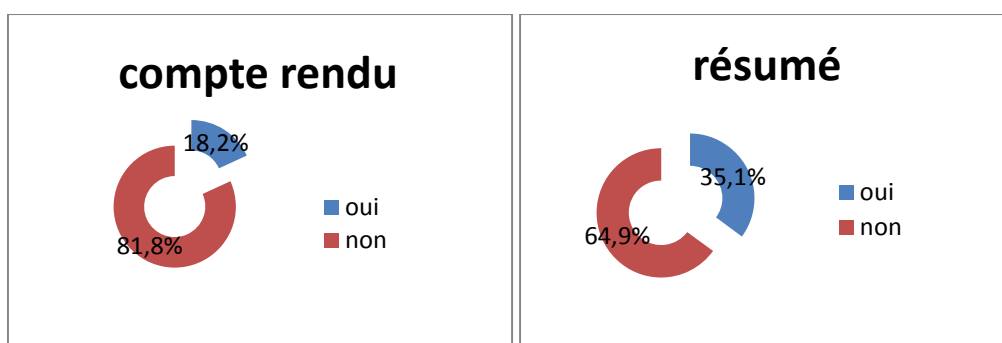 compte rendu
18,2%
81,8%
oui
non
résumé
35,1%
64,9%
oui
non